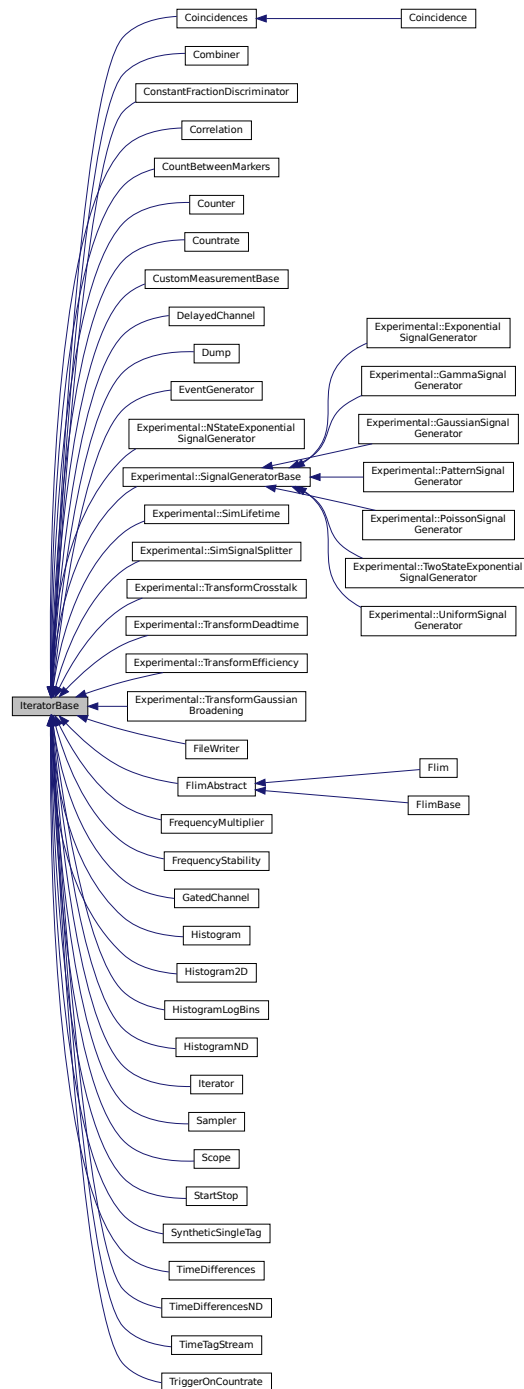 Coincidences
Coincidence
Combiner
ConstantFractionDiscriminator
Correlation
CountBetweenMarkers
Counter
Countrate
CustomMeasurementBase
DelayedChannel
Dump
EventGenerator
Experimental::NStateExponential
SignalGenerator
Experimental::SignalGeneratorBase
Experimental::Exponential
SignalGenerator
Experimental::GammaSignal
Generator
Experimental::GaussianSignal
Generator
Experimental::PatternSignal
Generator
Experimental::PoissonSignal
Generator
Experimental::TwoStateExponential
SignalGenerator
Experimental::UniformSignal
Generator
Experimental::SimLifetime
Experimental::SimSignalSplitter
Experimental::TransformCrosstalk
Experimental::TransformDeadtime
Experimental::TransformEfficiency
IteratorBase
Experimental::TransformGaussian
Broadening
FileWriter
FlimAbstract
Flim
FlimBase
FrequencyMultiplier
FrequencyStability
GatedChannel
Histogram
Histogram2D
HistogramLogBins
HistogramND
Iterator
Sampler
Scope
StartStop
SyntheticSingleTag
TimeDifferences
TimeDifferencesND
TimeTagStream
TriggerOnCountrate